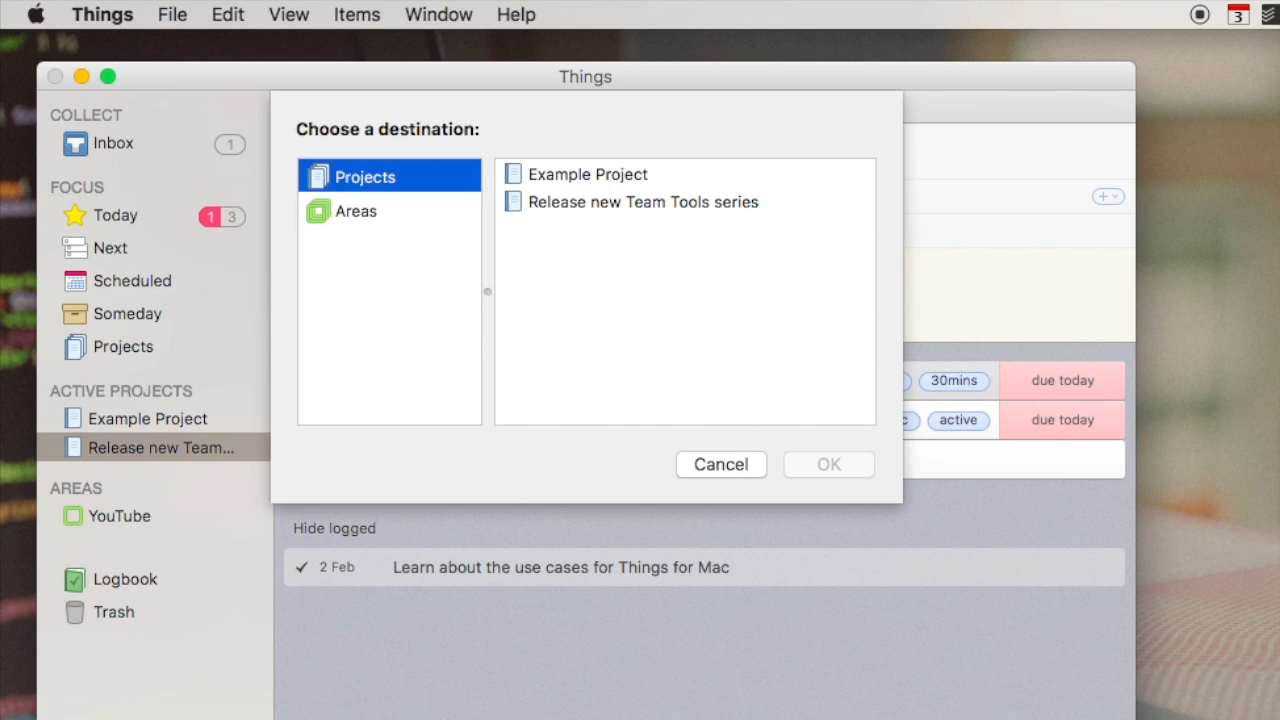 Things File Edit View Items Window Help
3
Things
COLLECT
Inbox 1
FOCUS
Today 1 3
Next
Scheduled
Someday
Projects
ACTIVE PROJECTS
Example Project
Release new Team...
AREAS
YouTube
Logbook
Trash
Choose a destination:
Projects
Areas
Example Project
Release new Team Tools series
Cancel OK
30mins due today
c active due today
Hide logged
2 Feb Learn about the use cases for Things for Mac